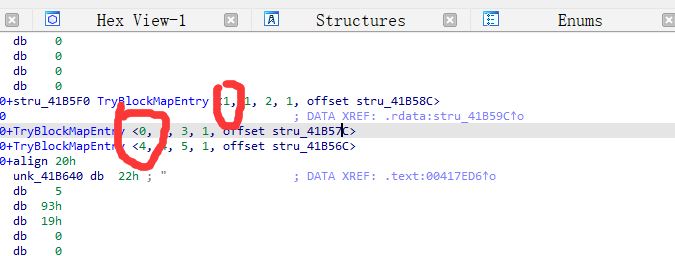 Hex View-1 Structures Enums
db 0
db 0
db 0
db 0
0+stru_41B5F0 TryBlockMapEntry <1, 1, 2, 1, offset stru_41B58C>
0 ; DATA XREF: .rdata:stru_41B59C↑o
0+TryBlockMapEntry <0, , 3, 1, offset stru_41B57C>
0+TryBlockMapEntry <4, , 5, 1, offset stru_41B56C>
0+align 20h
unk_41B640 db 22h ; " ; DATA XREF: .text:00417ED6↑o
db 5
db 93h
db 19h
db 0
db 0